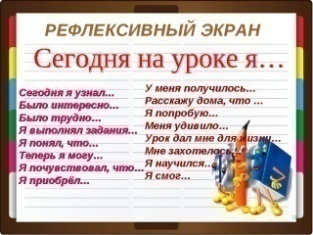 РЕФЛЕКСИВНЫЙ ЭКРАН
Сегодня на уроке я…
Сегодня я узнал…
Было интересно…
Было трудно…
Я выполнял задания…
Я понял, что…
Теперь я могу…
Я почувствовал, что…
Я приобрёл…
У меня получилось…
Расскажу дома, что …
Я попробую…
Меня удивило…
Урок дал мне для жизни…
Мне захотелось…
Я научился…
Я смог…